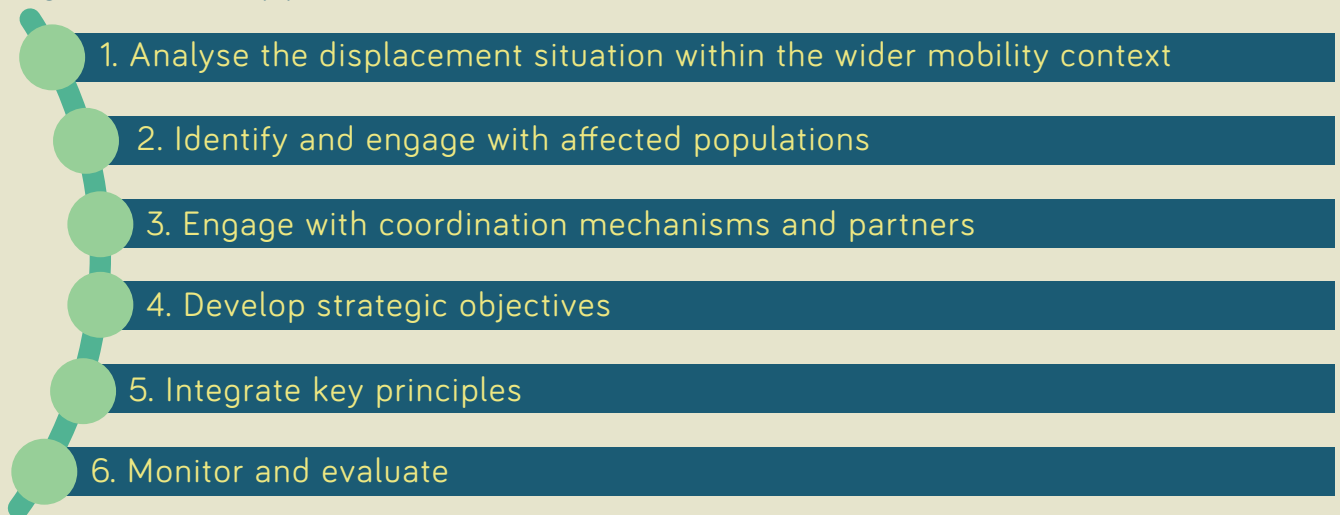 1. Analyse the displacement situation within the wider mobility context
2. Identify and engage with affected populations
3. Engage with coordination mechanisms and partners
4. Develop strategic objectives
5. Integrate key principles
6. Monitor and evaluate